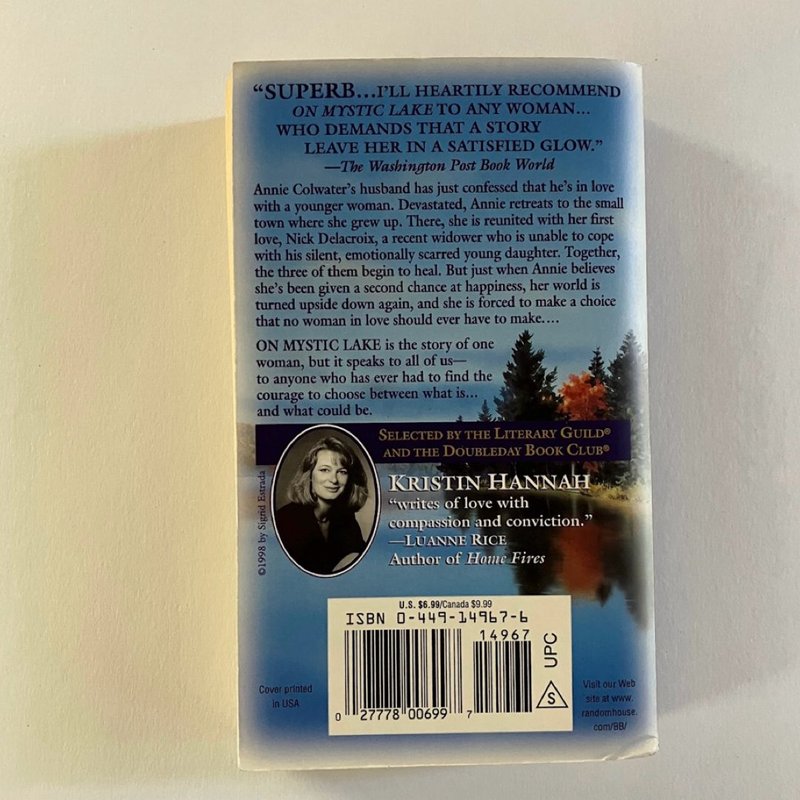 “SUPERB...I’LL HEARTILY RECOMMEND
ON MYSTIC LAKE TO ANY WOMAN...
WHO DEMANDS THAT A STORY
LEAVE HER IN A SATISFIED GLOW.”
—The Washington Post Book World
Annie Colwater’s husband has just confessed that he’s in love
with a younger woman. Devastated, Annie retreats to the small
town where she grew up. There, she is reunited with her first
love, Nick Delacroix, a recent widower who is unable to cope
with his silent, emotionally scarred young daughter. Together,
the three of them begin to heal. But just when Annie believes
she’s been given a second chance at happiness, her world is
turned upside down again, and she is forced to make a choice
that no woman in love should ever have to make....
ON MYSTIC LAKE is the story of one
woman, but it speaks to all of us—
to anyone who has ever had to find the
courage to choose between what is...
and what could be.
SELECTED BY THE LITERARY GUILD®
AND THE DOUBLEDAY BOOK CLUB®
©1998 by Sigrid Estrada
KRISTIN HANNAH
“writes of love with
compassion and conviction.”
—LUANNE RICE
Author of Home Fires
U.S. $6.99/Canada $9.99
ISBN 0-449-14967-6
14967
0 27778 00699 7
UPC
S
Cover printed
in USA
Visit our Web
site at www.
randomhouse.
com/BB/